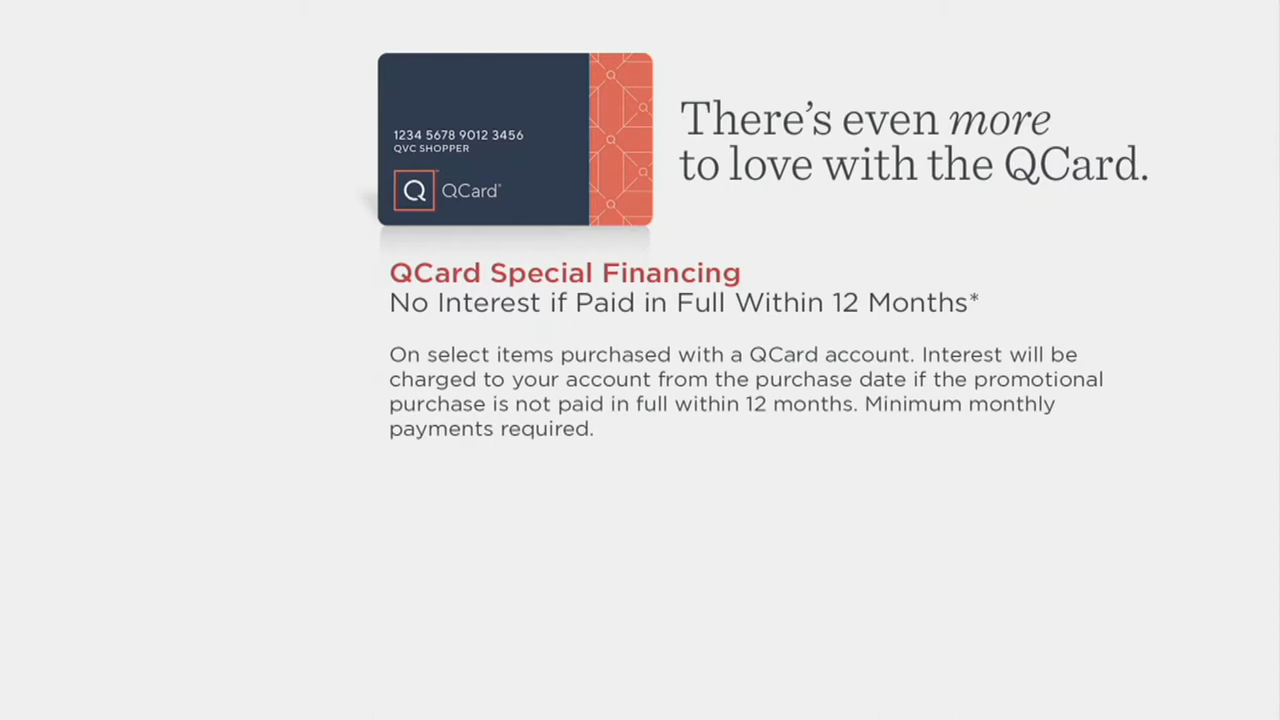 1234 5678 9012 3456
QVC SHOPPER
Q QCard®
There's even more
to love with the QCard.
QCard Special Financing
No Interest if Paid in Full Within 12 Months*
On select items purchased with a QCard account. Interest will be
charged to your account from the purchase date if the promotional
purchase is not paid in full within 12 months. Minimum monthly
payments required.